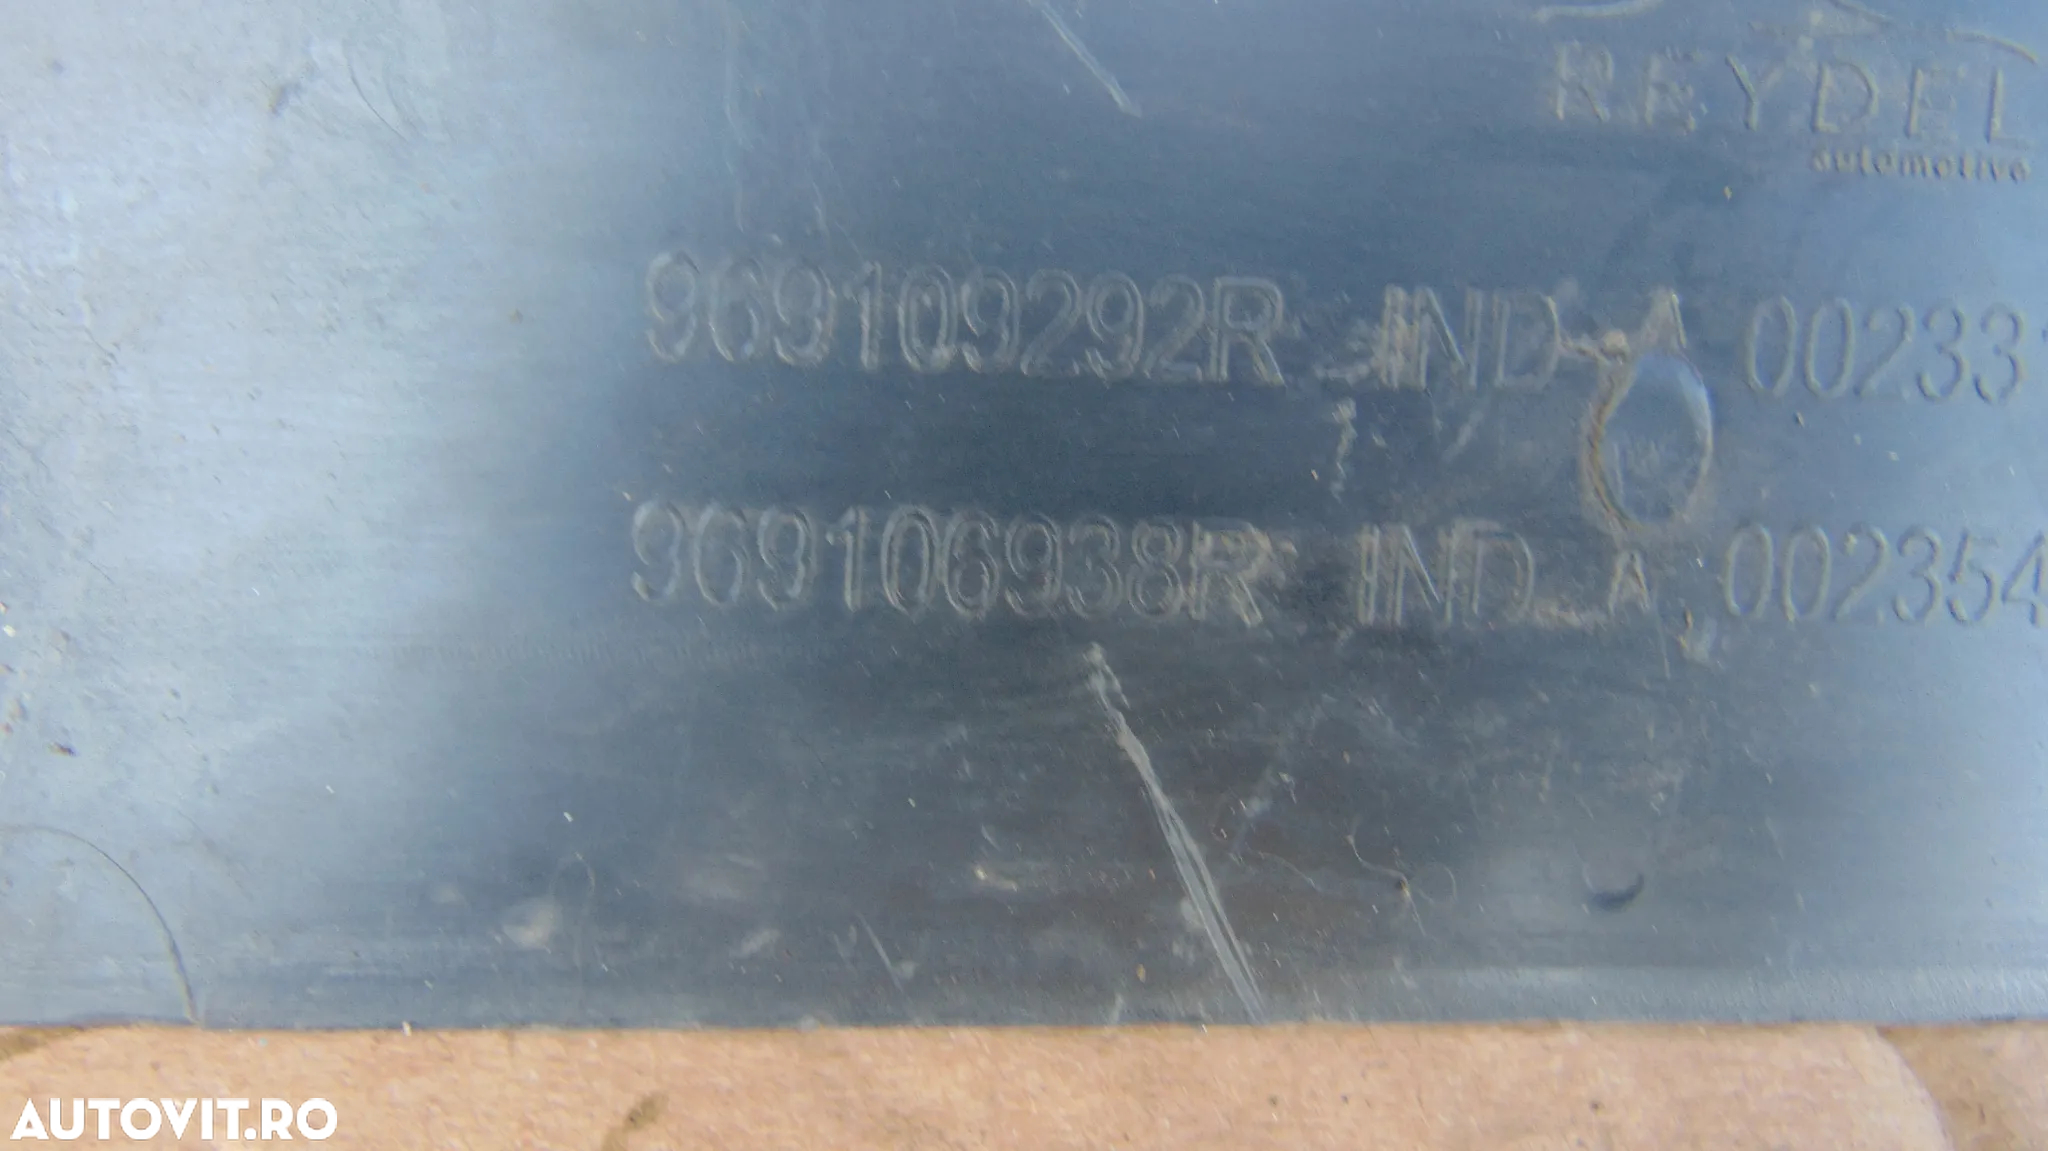 REYDEL
automotive
969109292R IND A 00233
969106938R IND A 002354
AUTOVIT.RO